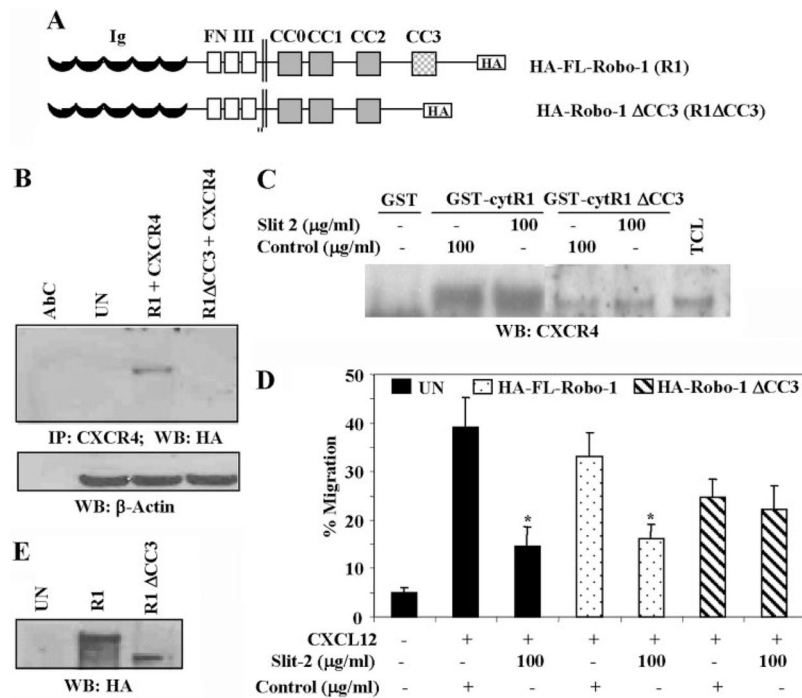 A
Ig
FN III
CC0 CC1 CC2 CC3
HA
HA-FL-Robo-1 (R1)
HA
HA-Robo-1 ΔCC3 (R1ΔCC3)
B
AbC
UN
R1 + CXCR4
R1ΔCC3 + CXCR4
IP: CXCR4; WB: HA
WB: β-Actin
C
GST GST-cytR1 GST-cytR1 ΔCC3
Slit 2 (µg/ml) - - 100 - 100
Control (µg/ml) - 100 - 100 -
TCL
WB: CXCR4
D
UN HA-FL-Robo-1 HA-Robo-1 ΔCC3
% Migration
50
40
30
20
10
0
* *
CXCL12 - + + + + + +
Slit-2 (µg/ml) - - 100 - 100 - 100
Control (µg/ml) - + - + - + -
E
UN
R1
R1 ΔCC3
WB: HA